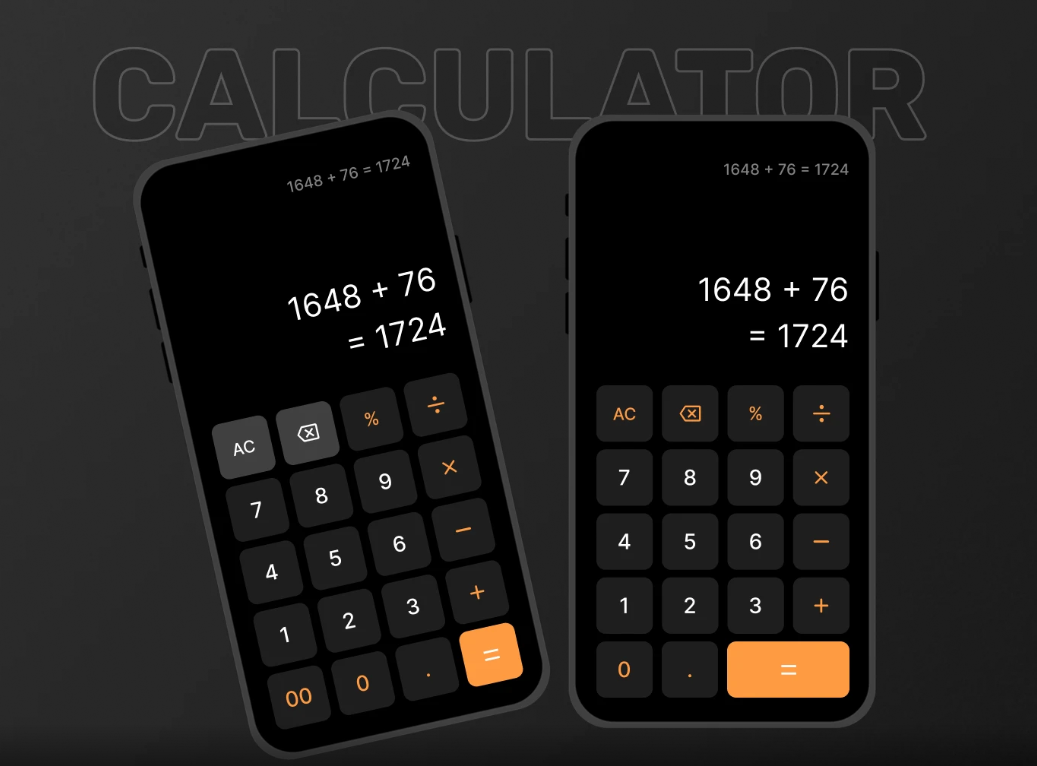 CALCULATOR
1648 + 76 = 1724
1648 + 76
= 1724
AC ⌫ % ÷
7 8 9 ×
4 5 6 −
1 2 3 +
00 0 . =
1648 + 76 = 1724
1648 + 76
= 1724
AC ⌫ % ÷
7 8 9 ×
4 5 6 −
1 2 3 +
0 . =